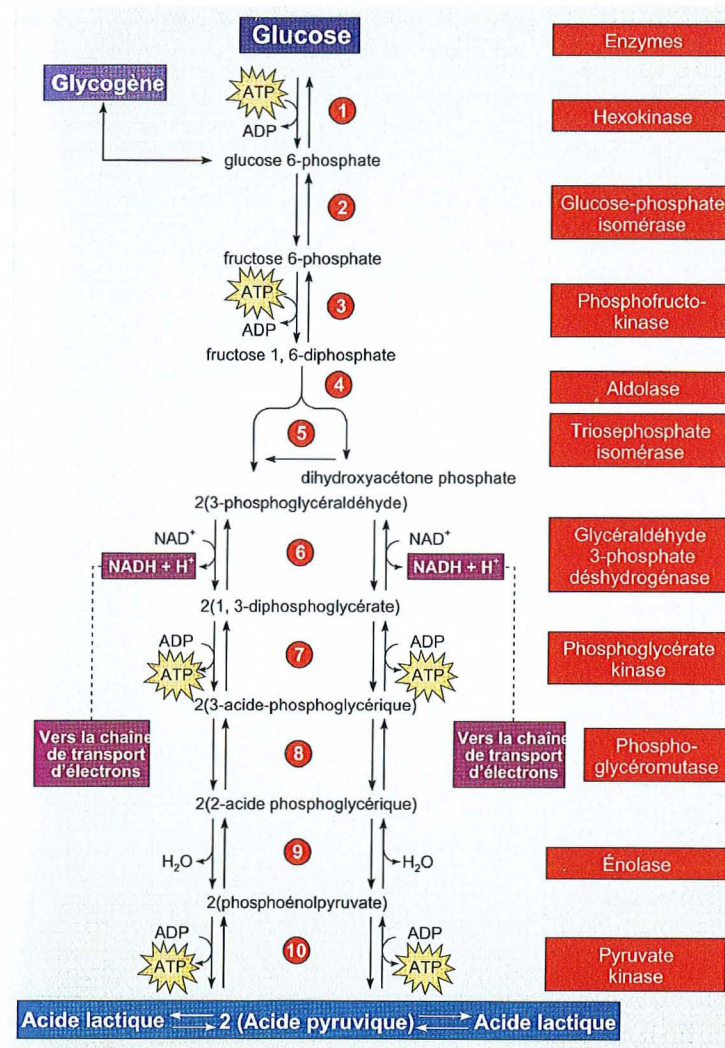 Glucose
Enzymes
Glycogène
ATP
ADP
1
Hexokinase
glucose 6-phosphate
2
Glucose-phosphate
isomérase
fructose 6-phosphate
ATP
ADP
3
Phosphofructo-
kinase
fructose 1, 6-diphosphate
4
Aldolase
5
Triosephosphate
isomérase
dihydroxyacétone phosphate
2(3-phosphoglycéraldéhyde)
NAD⁺
NADH + H⁺
6
NAD⁺
NADH + H⁺
Glycéraldéhyde
3-phosphate
déshydrogénase
2(1, 3-diphosphoglycérate)
ADP
ATP
7
ADP
ATP
Phosphoglycérate
kinase
2(3-acide-phosphoglycérique)
Vers la chaîne
de transport
d'électrons
8
Vers la chaîne
de transport
d'électrons
Phospho-
glycéromutase
2(2-acide phosphoglycérique)
H₂O
9
H₂O
Énolase
2(phosphoénolpyruvate)
ADP
ATP
10
ADP
ATP
Pyruvate
kinase
Acide lactique 2 (Acide pyruvique) Acide lactique